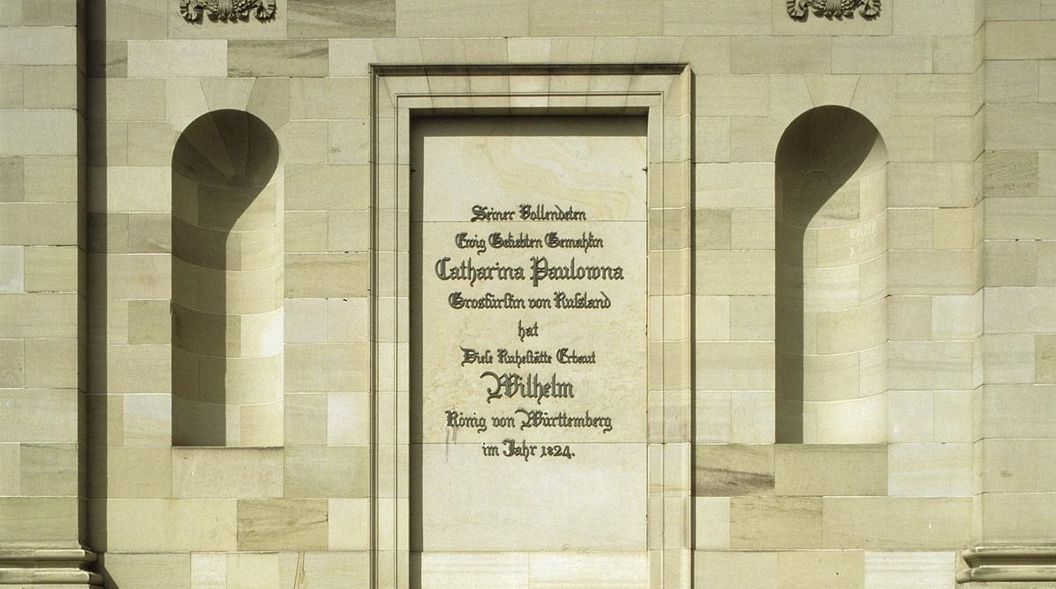 Seiner Vollendeten
Ewig Geliebten Gemahlin
Catharina Paulowna
Grosfürstin von Rußland
hat
Diese Ruhestätte Erbaut
Wilhelm
König von Württemberg
im Jahr 1824.